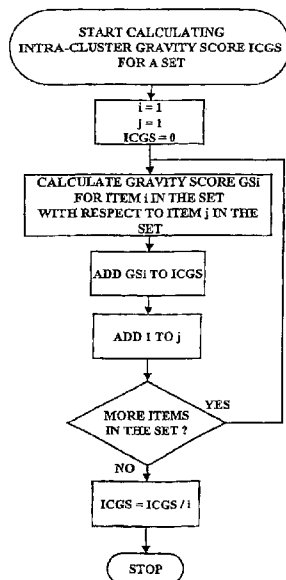 START CALCULATING
INTRA-CLUSTER GRAVITY SCORE ICGS
FOR A SET
i = 1
j = 1
ICGS = 0
CALCULATE GRAVITY SCORE GSi
FOR ITEM i IN THE SET
WITH RESPECT TO ITEM j IN THE
SET
ADD GSi TO ICGS
ADD 1 TO j
YES
MORE ITEMS
IN THE SET ?
NO
ICGS = ICGS / i
STOP